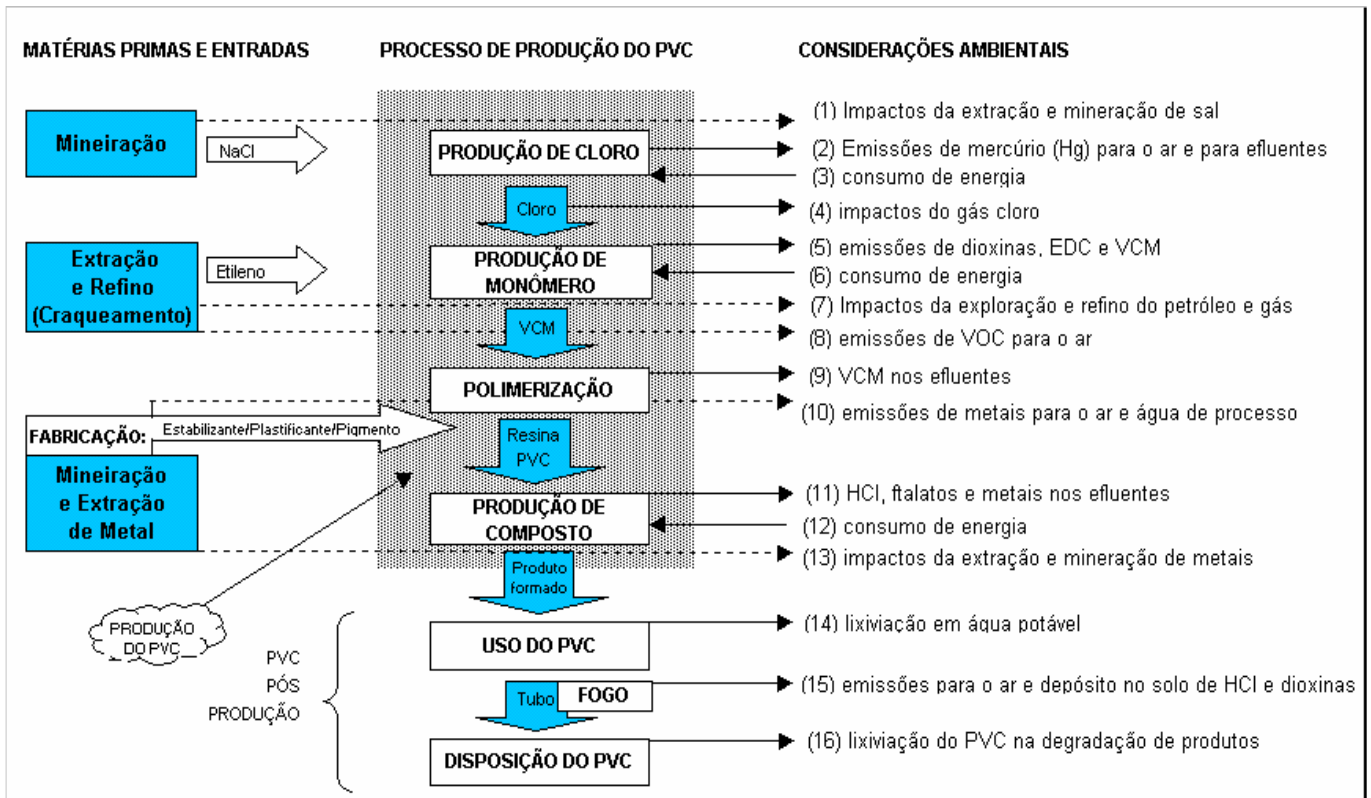 MATÉRIAS PRIMAS E ENTRADAS
PROCESSO DE PRODUÇÃO DO PVC
CONSIDERAÇÕES AMBIENTAIS
Mineiração
NaCl
PRODUÇÃO DE CLORO
(1) Impactos da extração e mineração de sal
(2) Emissões de mercúrio (Hg) para o ar e para efluentes
(3) consumo de energia
Cloro
(4) impactos do gás cloro
Extração
e Refino
(Craqueamento)
Etileno
PRODUÇÃO DE
MONÔMERO
(5) emissões de dioxinas, EDC e VCM
(6) consumo de energia
(7) Impactos da exploração e refino do petróleo e gás
VCM
(8) emissões de VOC para o ar
POLIMERIZAÇÃO
(9) VCM nos efluentes
(10) emissões de metais para o ar e água de processo
FABRICAÇÃO:
Estabilizante/Plastificante/Pigmento
Resina
PVC
Mineiração
e Extração
de Metal
PRODUÇÃO DE
COMPOSTO
(11) HCl, ftalatos e metais nos efluentes
(12) consumo de energia
(13) impactos da extração e mineração de metais
Produto
formado
PRODUÇÃO
DO PVC
USO DO PVC
(14) lixiviação em água potável
PVC
PÓS
PRODUÇÃO
Tubo
FOGO
(15) emissões para o ar e depósito no solo de HCl e dioxinas
DISPOSIÇÃO DO PVC
(16) lixiviação do PVC na degradação de produtos